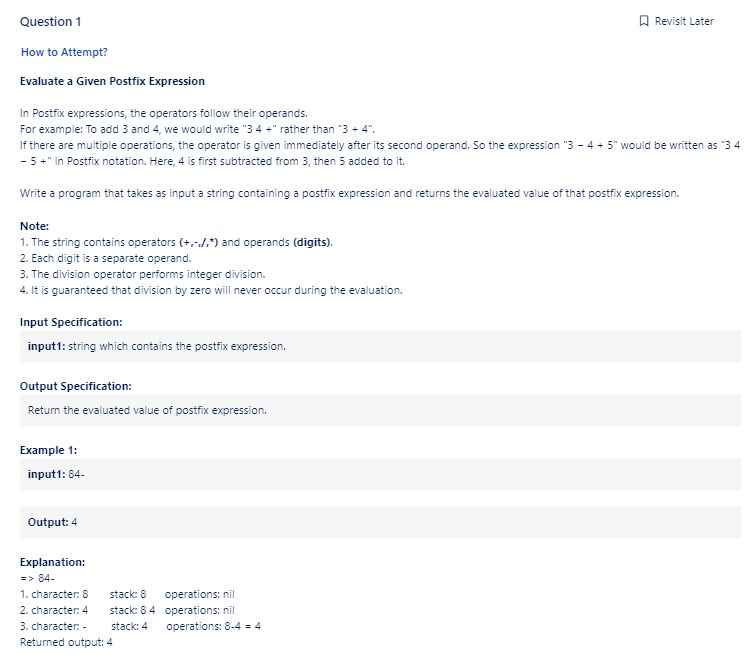 Question 1
Revisit Later
How to Attempt?
Evaluate a Given Postfix Expression
In Postfix expressions, the operators follow their operands.
For example: To add 3 and 4, we would write "3 4 +" rather than "3 + 4".
If there are multiple operations, the operator is given immediately after its second operand. So the expression "3 – 4 + 5" would be written as "3 4
– 5 +" in Postfix notation. Here, 4 is first subtracted from 3, then 5 added to it.
Write a program that takes as input a string containing a postfix expression and returns the evaluated value of that postfix expression.
Note:
1. The string contains operators (+,-,/,*) and operands (digits).
2. Each digit is a separate operand.
3. The division operator performs integer division.
4. It is guaranteed that division by zero will never occur during the evaluation.
Input Specification:
input1: string which contains the postfix expression.
Output Specification:
Return the evaluated value of postfix expression.
Example 1:
input1: 84-
Output: 4
Explanation:
=> 84-
1. character: 8 stack: 8 operations: nil
2. character: 4 stack: 8 4 operations: nil
3. character: - stack: 4 operations: 8-4 = 4
Returned output: 4